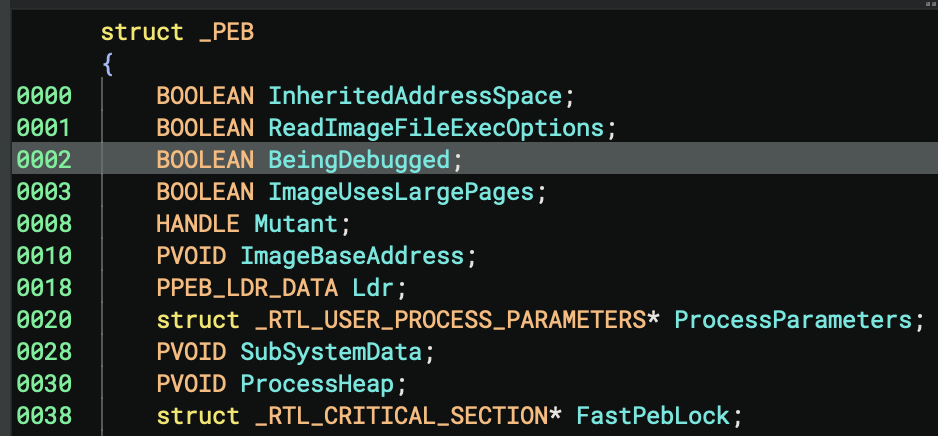 struct _PEB
{
0000 BOOLEAN InheritedAddressSpace;
0001 BOOLEAN ReadImageFileExecOptions;
0002 BOOLEAN BeingDebugged;
0003 BOOLEAN ImageUsesLargePages;
0008 HANDLE Mutant;
0010 PVOID ImageBaseAddress;
0018 PPEB_LDR_DATA Ldr;
0020 struct _RTL_USER_PROCESS_PARAMETERS* ProcessParameters;
0028 PVOID SubSystemData;
0030 PVOID ProcessHeap;
0038 struct _RTL_CRITICAL_SECTION* FastPebLock;